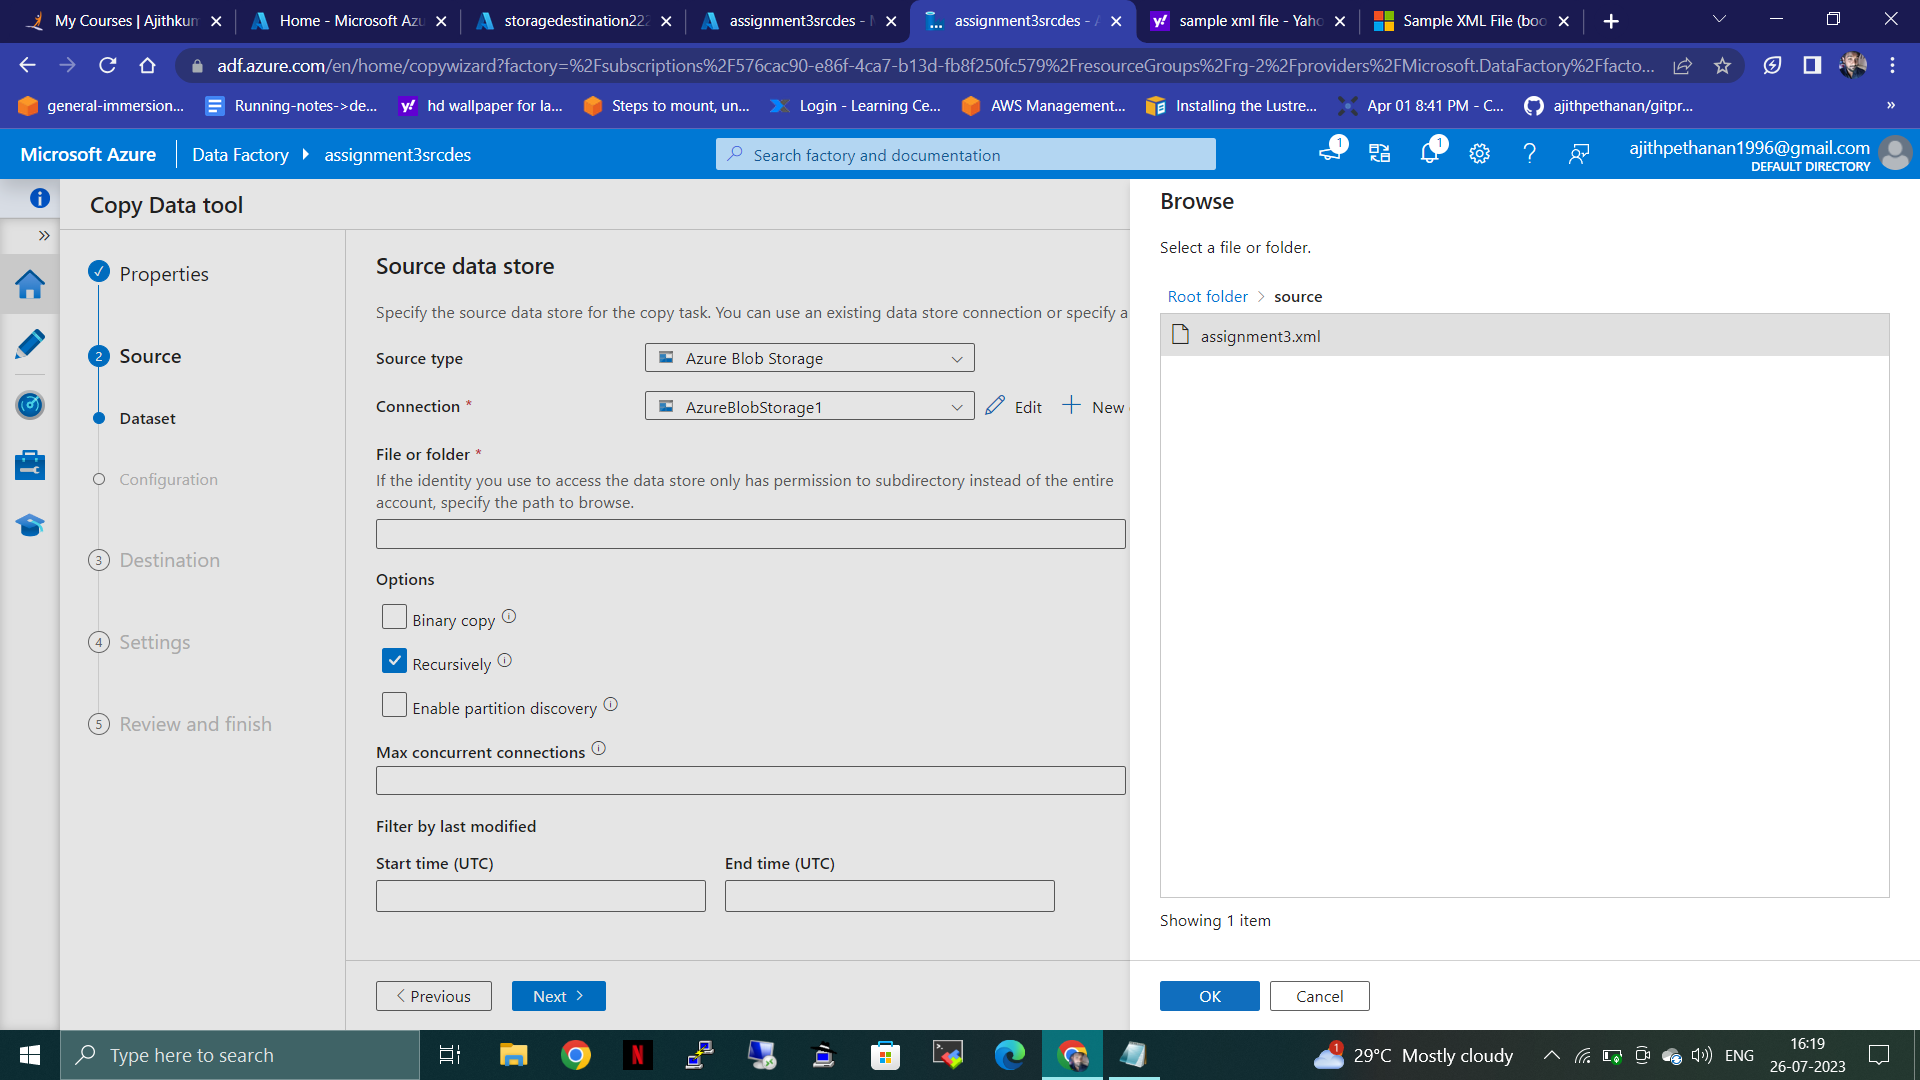 My Courses | Ajithkum
Home - Microsoft Azu
storagedestination222
assignment3srcdes - M
assignment3srcdes - A
sample xml file - Yaho
Sample XML File (boo
adf.azure.com/en/home/copywizard?factory=%2Fsubscriptions%2F576cac90-e86f-4ca7-b13d-fb8f250fc579%2FresourceGroups%2Frg-2%2Fproviders%2FMicrosoft.DataFactory%2Ffacto...
general-immersion...
Running-notes->de...
hd wallpaper for la...
Steps to mount, un...
Login - Learning Ce...
AWS Management...
Installing the Lustre...
Apr 01 8:41 PM - C...
ajithpethanan/gitpr...
»
Microsoft Azure
Data Factory
assignment3srcdes
Search factory and documentation
1
1
ajithpethanan1996@gmail.com
DEFAULT DIRECTORY
Copy Data tool
Properties
2 Source
Dataset
Configuration
3 Destination
4 Settings
5 Review and finish
Source data store
Specify the source data store for the copy task. You can use an existing data store connection or specify a
Source type
Azure Blob Storage
Connection *
AzureBlobStorage1
Edit
New
File or folder *
If the identity you use to access the data store only has permission to subdirectory instead of the entire
account, specify the path to browse.
Options
Binary copy
Recursively
Enable partition discovery
Max concurrent connections
Filter by last modified
Start time (UTC)
End time (UTC)
Previous
Next
Browse
Select a file or folder.
Root folder > source
assignment3.xml
Showing 1 item
OK
Cancel
Type here to search
1
29°C Mostly cloudy
ENG
16:19
26-07-2023